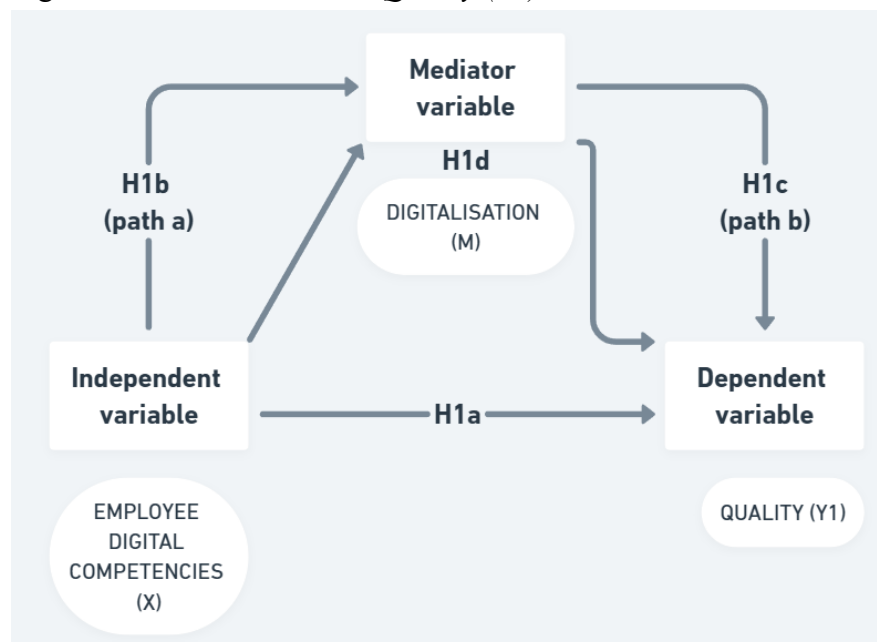 Mediator
variable
H1d
DIGITALISATION
(M)
H1b
(path a)
H1c
(path b)
Independent
variable
H1a
Dependent
variable
EMPLOYEE
DIGITAL
COMPETENCIES
(X)
QUALITY (Y1)